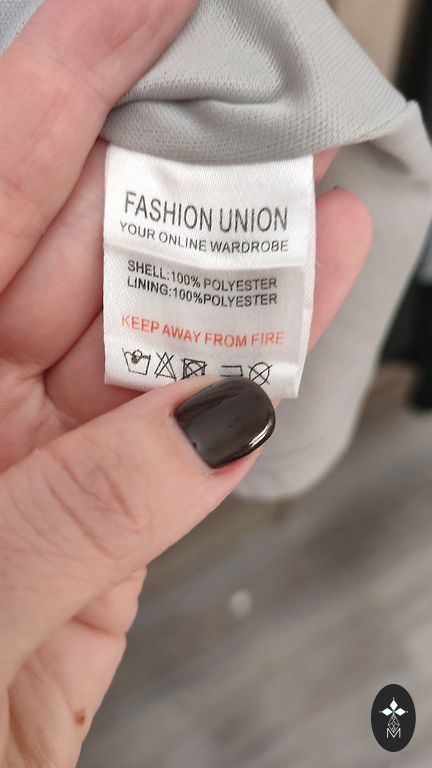 FASHION UNION
YOUR ONLINE WARDROBE
SHELL:100% POLYESTER
LINING:100%POLYESTER
KEEP AWAY FROM FIRE
M